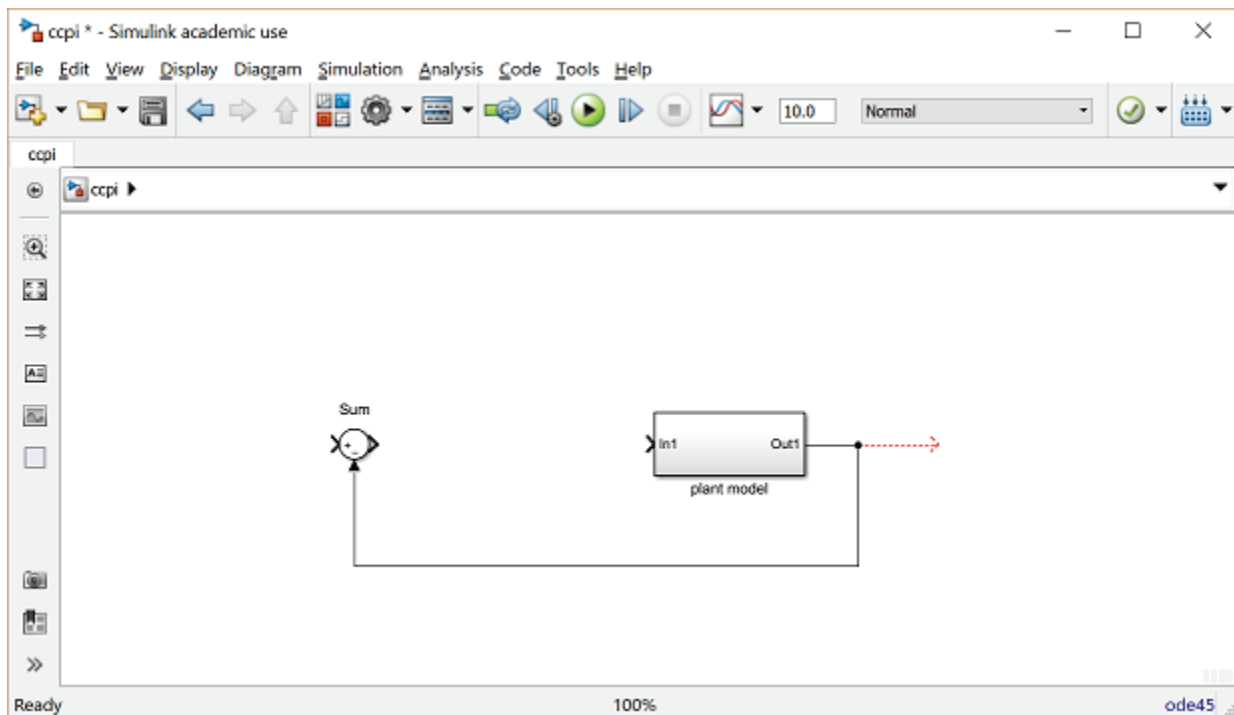 ccpi * - Simulink academic use
File Edit View Display Diagram Simulation Analysis Code Tools Help
10.0 Normal
ccpi
ccpi
Sum
+
-
In1 Out1
plant model
Ready 100% ode45